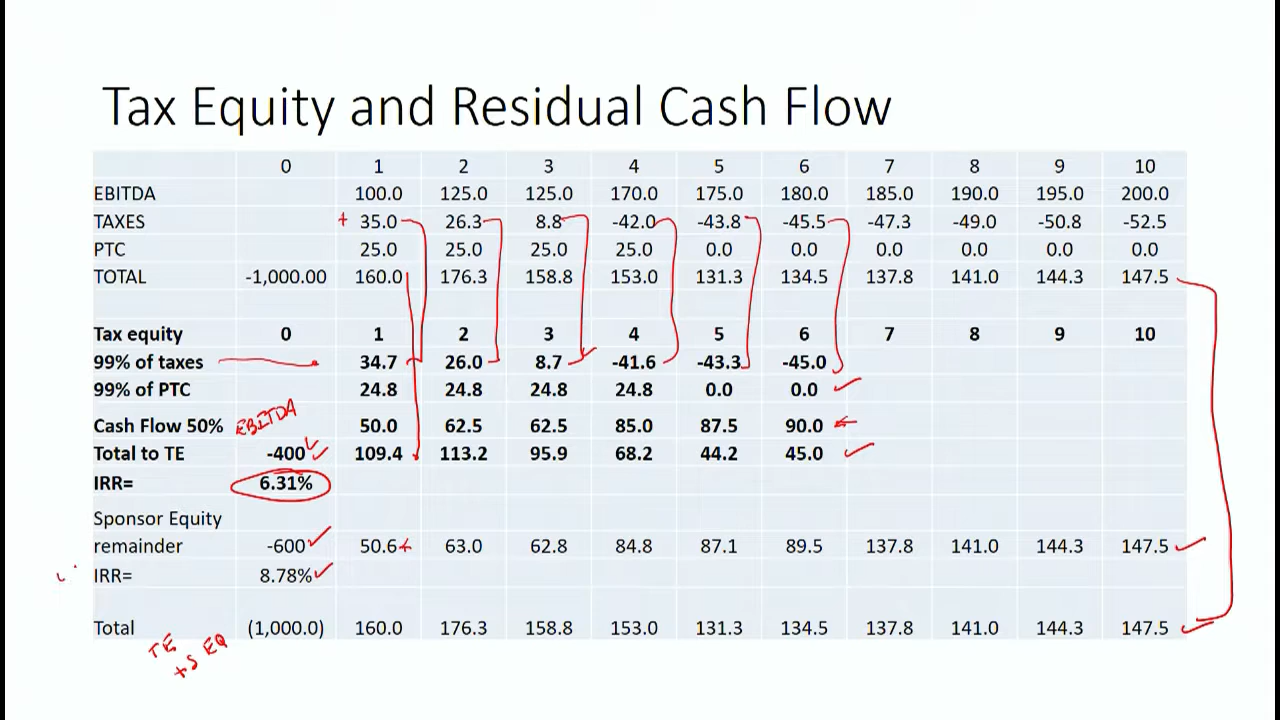 Tax Equity and Residual Cash Flow
0 1 2 3 4 5 6 7 8 9 10
EBITDA 100.0 125.0 125.0 170.0 175.0 180.0 185.0 190.0 195.0 200.0
TAXES + 35.0 26.3 8.8 -42.0 -43.8 -45.5 -47.3 -49.0 -50.8 -52.5
PTC 25.0 25.0 25.0 25.0 0.0 0.0 0.0 0.0 0.0 0.0
TOTAL -1,000.00 160.0 176.3 158.8 153.0 131.3 134.5 137.8 141.0 144.3 147.5
Tax equity 0 1 2 3 4 5 6 7 8 9 10
99% of taxes 34.7 26.0 8.7 -41.6 -43.3 -45.0
99% of PTC 24.8 24.8 24.8 24.8 0.0 0.0
Cash Flow 50% EBITDA 50.0 62.5 62.5 85.0 87.5 90.0
Total to TE -400 109.4 113.2 95.9 68.2 44.2 45.0
IRR= 6.31%
Sponsor Equity
remainder -600 50.6 63.0 62.8 84.8 87.1 89.5 137.8 141.0 144.3 147.5
IRR= 8.78%
Total (1,000.0) 160.0 176.3 158.8 153.0 131.3 134.5 137.8 141.0 144.3 147.5
TE
+S EQ